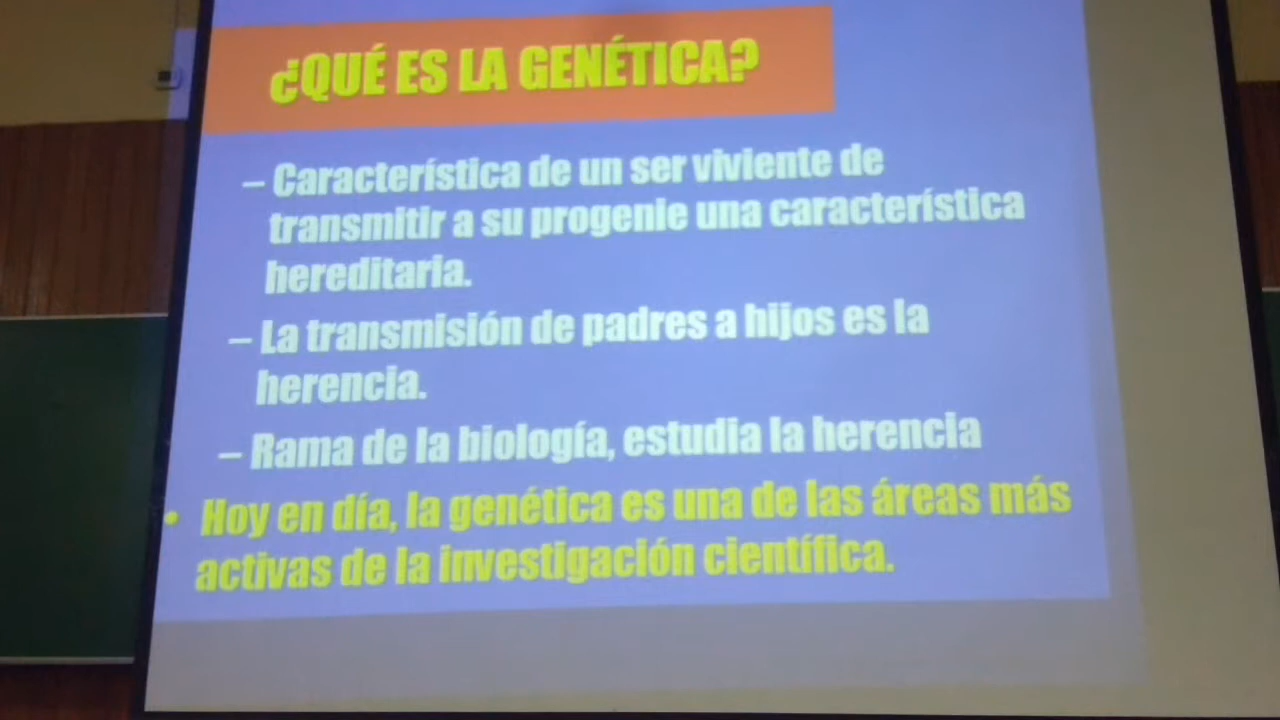 ¿QUÉ ES LA GENÉTICA?
– Característica de un ser viviente de
transmitir a su progenie una característica
hereditaria.
– La transmisión de padres a hijos es la
herencia.
– Rama de la biología, estudia la herencia
• Hoy en día, la genética es una de las áreas más
activas de la investigación científica.